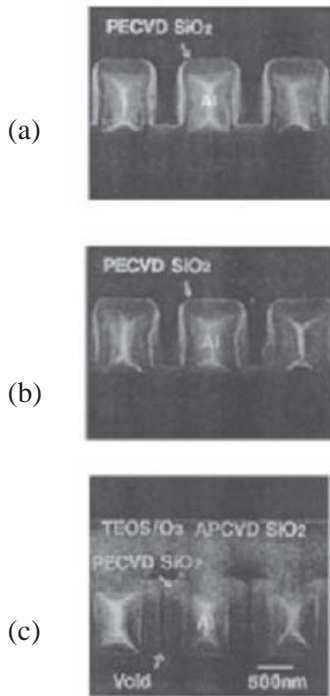 (a)
PECVD SiO2
Al
(b)
PECVD SiO2
Al
(c)
TEOS/O3 APCVD SiO2
PECVD SiO2
Al
Void
500nm